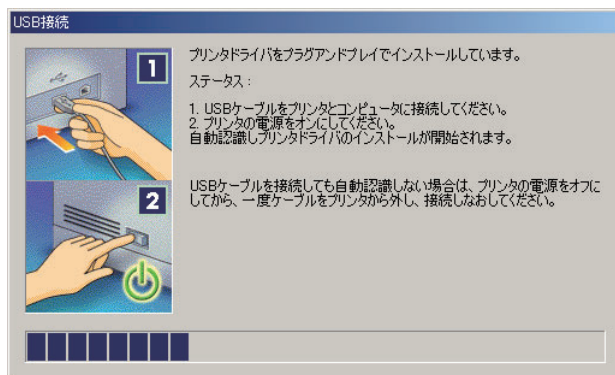 USB接続
1
プリンタドライバをプラグアンドプレイでインストールしています。
ステータス：
1. USBケーブルをプリンタとコンピュータに接続してください。
2. プリンタの電源をオンにしてください。
自動認識しプリンタドライバのインストールが開始されます。
2
USBケーブルを接続しても自動認識しない場合は、プリンタの電源をオフに
してから、一度ケーブルをプリンタから外し、接続しなおしてください。